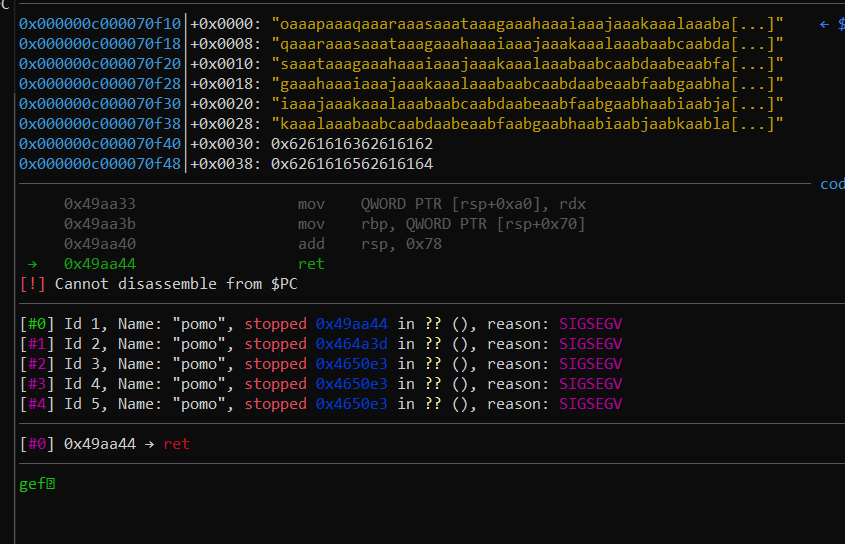 C
0x000000c000070f10|+0x0000: "oaaapaaaqaaaraaasaaataaagaaahaaaiaaajaaakaaalaaaba[...]" ← $
0x000000c000070f18|+0x0008: "qaaaraaasaaataaagaaahaaaiaaajaaakaaalaaabaabcaabda[...]"
0x000000c000070f20|+0x0010: "saaataaagaaahaaaiaaajaaakaaalaaabaabcaabdaabeaabfa[...]"
0x000000c000070f28|+0x0018: "gaaahaaaiaaajaaakaaalaaabaabcaabdaabeaabfaabgaabha[...]"
0x000000c000070f30|+0x0020: "iaaajaaakaaalaaabaabcaabdaabeaabfaabgaabhaabiaabja[...]"
0x000000c000070f38|+0x0028: "kaaalaaabaabcaabdaabeaabfaabgaabhaabiaabjaabkaabla[...]"
0x000000c000070f40|+0x0030: 0x6261616362616162
0x000000c000070f48|+0x0038: 0x6261616562616164
cod
0x49aa33 mov QWORD PTR [rsp+0xa0], rdx
0x49aa3b mov rbp, QWORD PTR [rsp+0x70]
0x49aa40 add rsp, 0x78
→ 0x49aa44 ret
[!] Cannot disassemble from $PC
[#0] Id 1, Name: "pomo", stopped 0x49aa44 in ?? (), reason: SIGSEGV
[#1] Id 2, Name: "pomo", stopped 0x464a3d in ?? (), reason: SIGSEGV
[#2] Id 3, Name: "pomo", stopped 0x4650e3 in ?? (), reason: SIGSEGV
[#3] Id 4, Name: "pomo", stopped 0x4650e3 in ?? (), reason: SIGSEGV
[#4] Id 5, Name: "pomo", stopped 0x4650e3 in ?? (), reason: SIGSEGV
[#0] 0x49aa44 → ret
gef